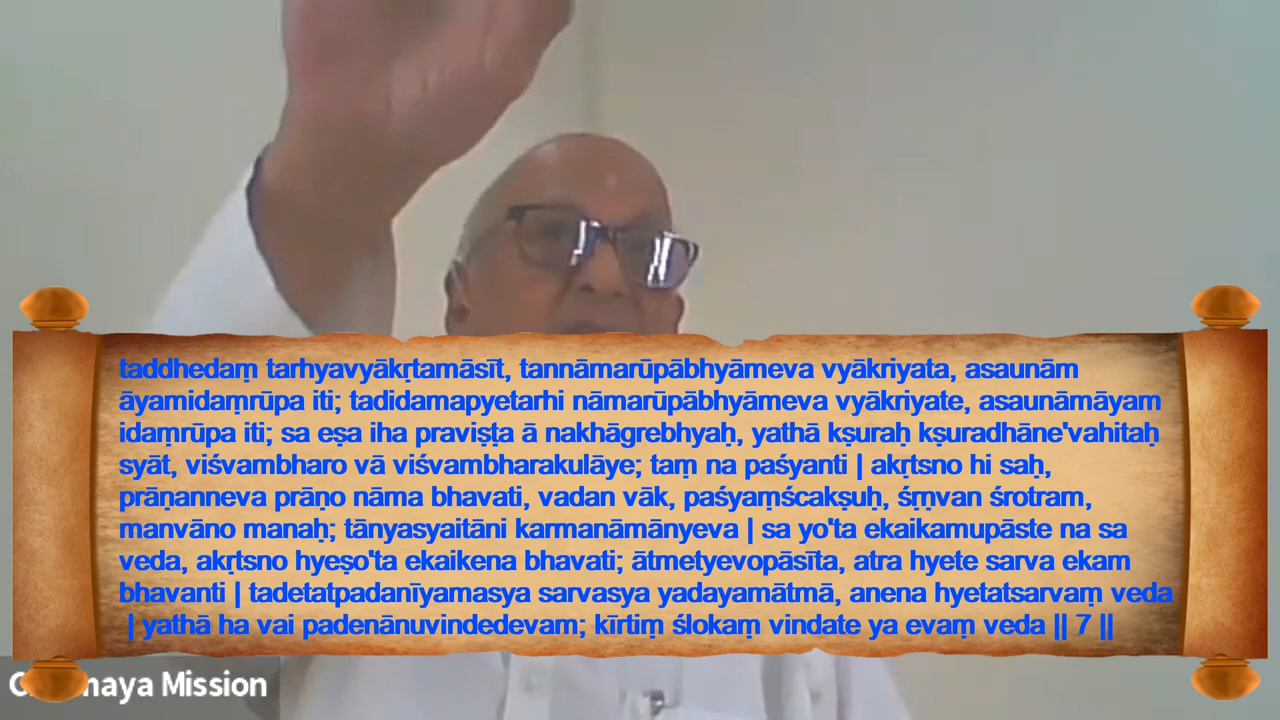 taddhedaṃ tarhyavyākṛtamāsīt, tannāmarūpābhyāmeva vyākriyata, asaunām
āyamidaṃrūpa iti; tadidamapyetarhi nāmarūpābhyāmeva vyākriyate, asaunāmāyam
idaṃrūpa iti; sa eṣa iha praviṣṭa ā nakhāgrebhyaḥ, yathā kṣuraḥ kṣuradhāne'vahitaḥ
syāt, viśvambharo vā viśvambharakulāye; taṃ na paśyanti | akṛtsno hi saḥ,
prāṇanneva prāṇo nāma bhavati, vadan vāk, paśyaṃścakṣuḥ, śṛṇvan śrotram,
manvāno manaḥ; tānyasyaitāni karmanāmānyeva | sa yo'ta ekaikamupāste na sa
veda, akṛtsno hyeṣo'ta ekaikena bhavati; ātmetyevopāsīta, atra hyete sarva ekam
bhavanti | tadetatpadanīyamasya sarvasya yadayamātmā, anena hyetatsarvaṃ veda
| yathā ha vai padenānuvindedevam; kīrtiṃ ślokaṃ vindate ya evaṃ veda || 7 ||
Mission